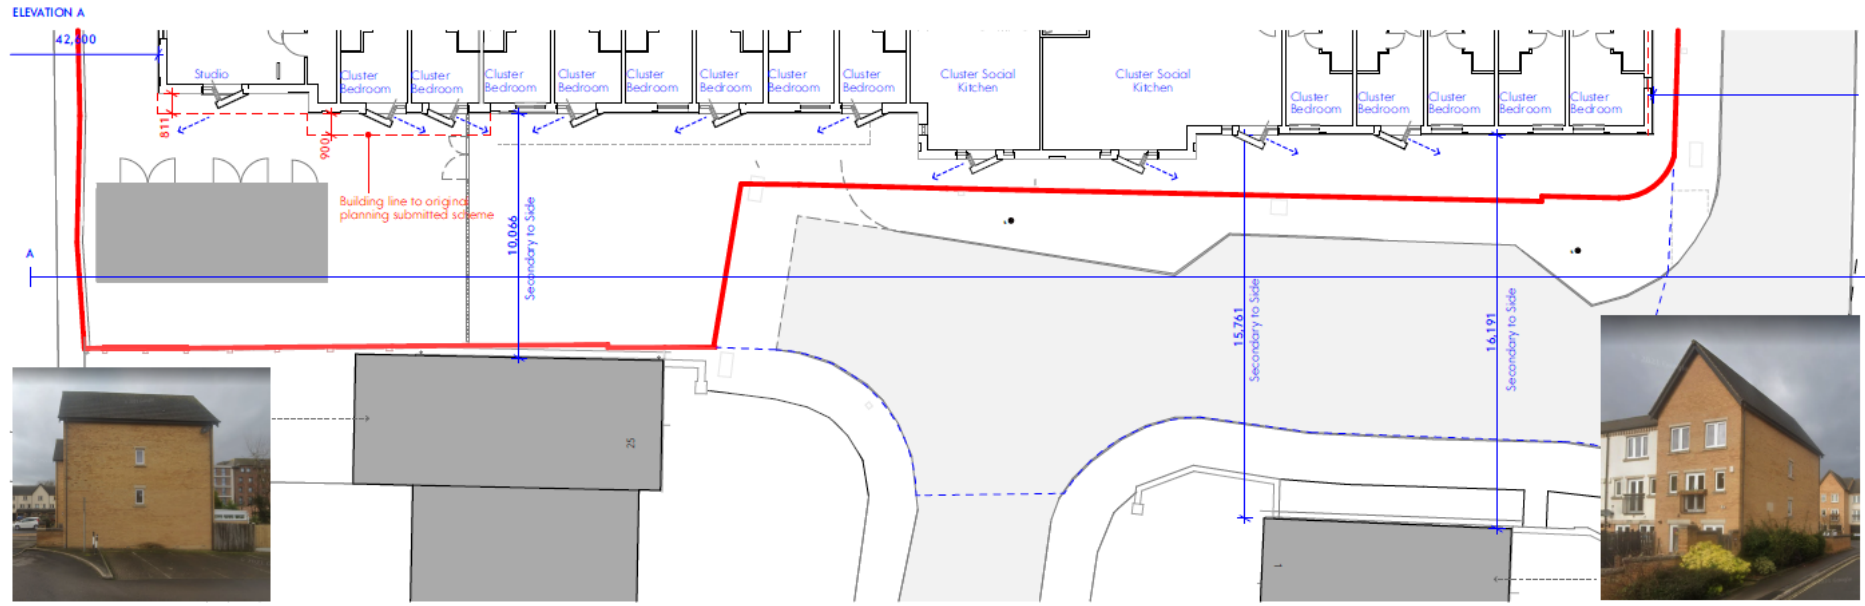 ELEVATION A
42,600
Studio
Cluster
Bedroom
Cluster
Bedroom
Cluster
Bedroom
Cluster
Bedroom
Cluster
Bedroom
Cluster
Bedroom
Cluster
Bedroom
Cluster
Bedroom
Cluster Social
Kitchen
Cluster Social
Kitchen
Cluster
Bedroom
Cluster
Bedroom
Cluster
Bedroom
Cluster
Bedroom
Cluster
Bedroom
811
900
Building line to original
planning submitted scheme
10,066
Secondary to Side
A
15,761
Secondary to Side
16,191
Secondary to Side
25
1